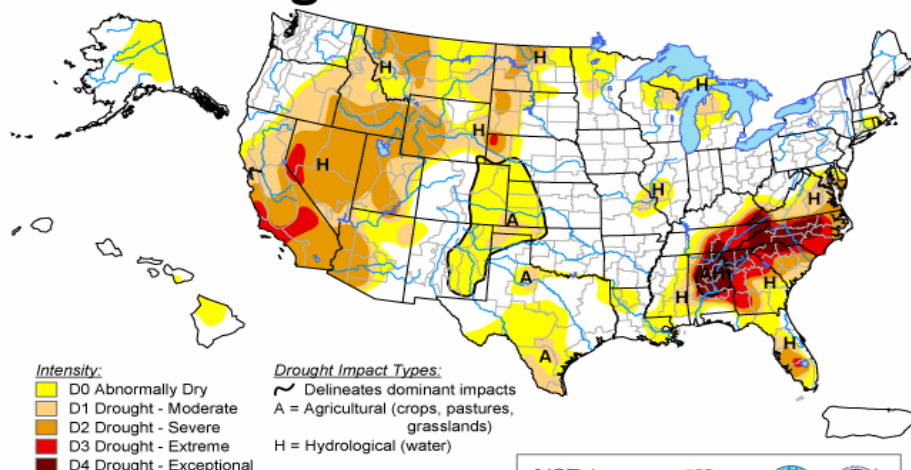 H
H
H
H
H
H
H
A
H
H
A
H
H
A
H
A
Intensity:
D0 Abnormally Dry
D1 Drought - Moderate
D2 Drought - Severe
D3 Drought - Extreme
D4 Drought - Exceptional
Drought Impact Types:
Delineates dominant impacts
A = Agricultural (crops, pastures,
grasslands)
H = Hydrological (water)